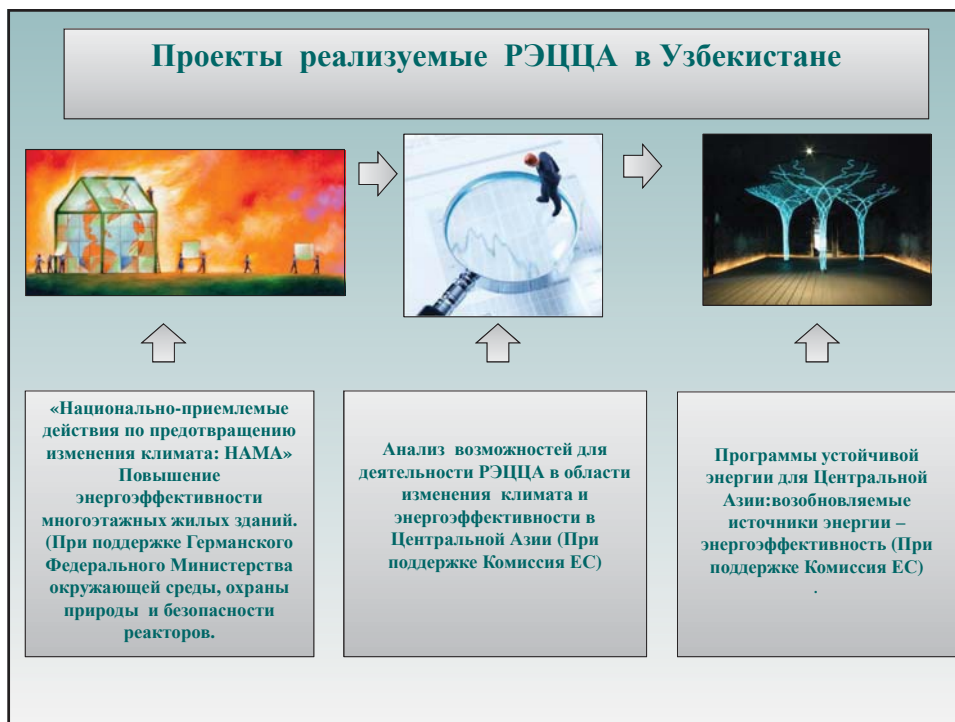 Проекты реализуемые РЭЦЦА в Узбекистане
«Национально-приемлемые
действия по предотвращению
изменения климата: НАМА»
Повышение
энергоэффективности
многоэтажных жилых зданий.
(При поддержке Германского
Федерального Министерства
окружающей среды, охраны
природы и безопасности
реакторов.
Анализ возможностей для
деятельности РЭЦЦА в области
изменения климата и
энергоэффективности в
Центральной Азии (При
поддержке Комиссия ЕС)
Программы устойчивой
энергии для Центральной
Азии:возобновляемые
источники энергии –
энергоэффективность (При
поддержке Комиссия ЕС)
.